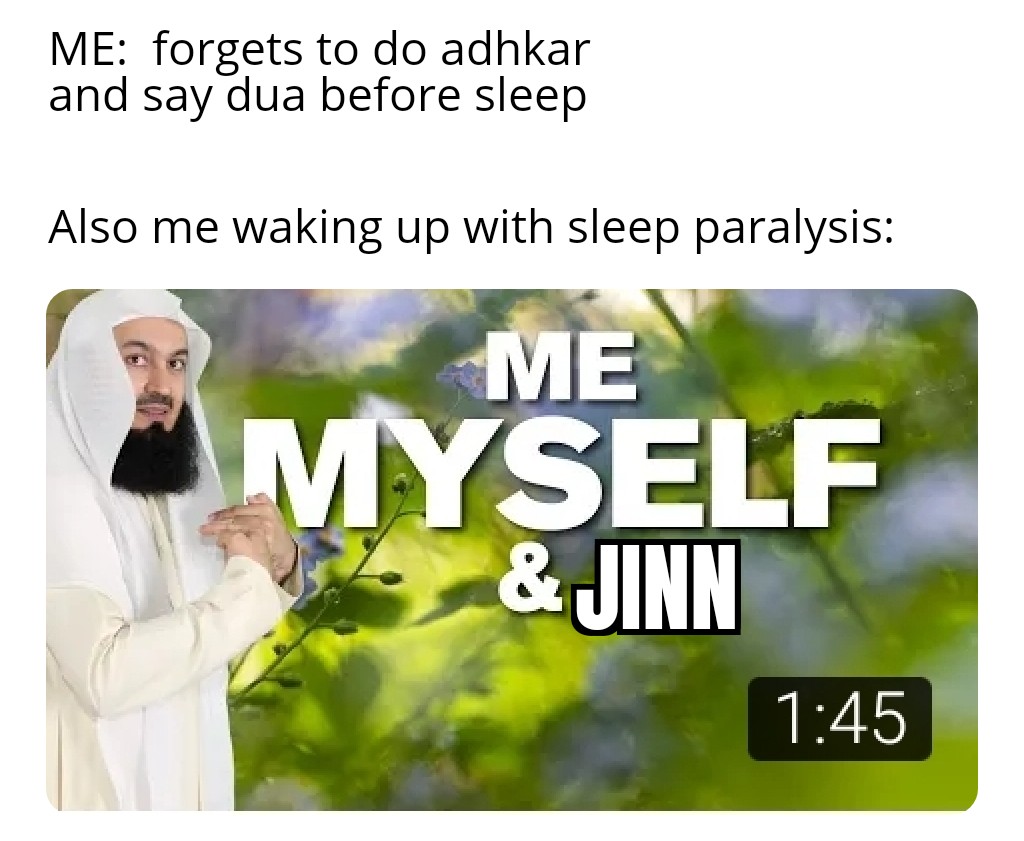 ME:  forgets to do adhkar
and say dua before sleep
Also me waking up with sleep paralysis:
ME
MYSELF
& JINN
1:45